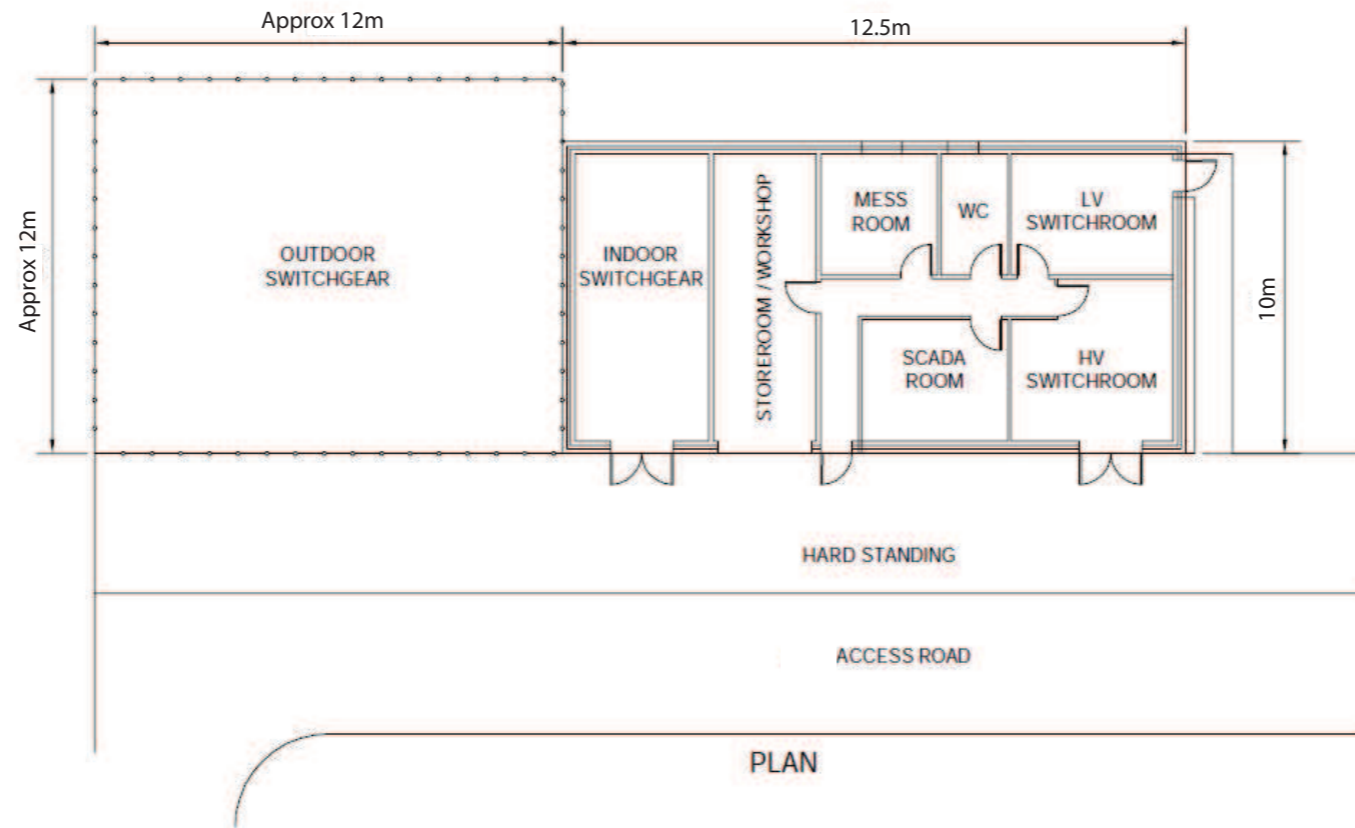 Approx 12m
12.5m
Approx 12m
OUTDOOR
SWITCHGEAR
INDOOR
SWITCHGEAR
STOREROOM / WORKSHOP
MESS
ROOM
WC
LV
SWITCHROOM
SCADA
ROOM
HV
SWITCHROOM
10m
HARD STANDING
ACCESS ROAD
PLAN